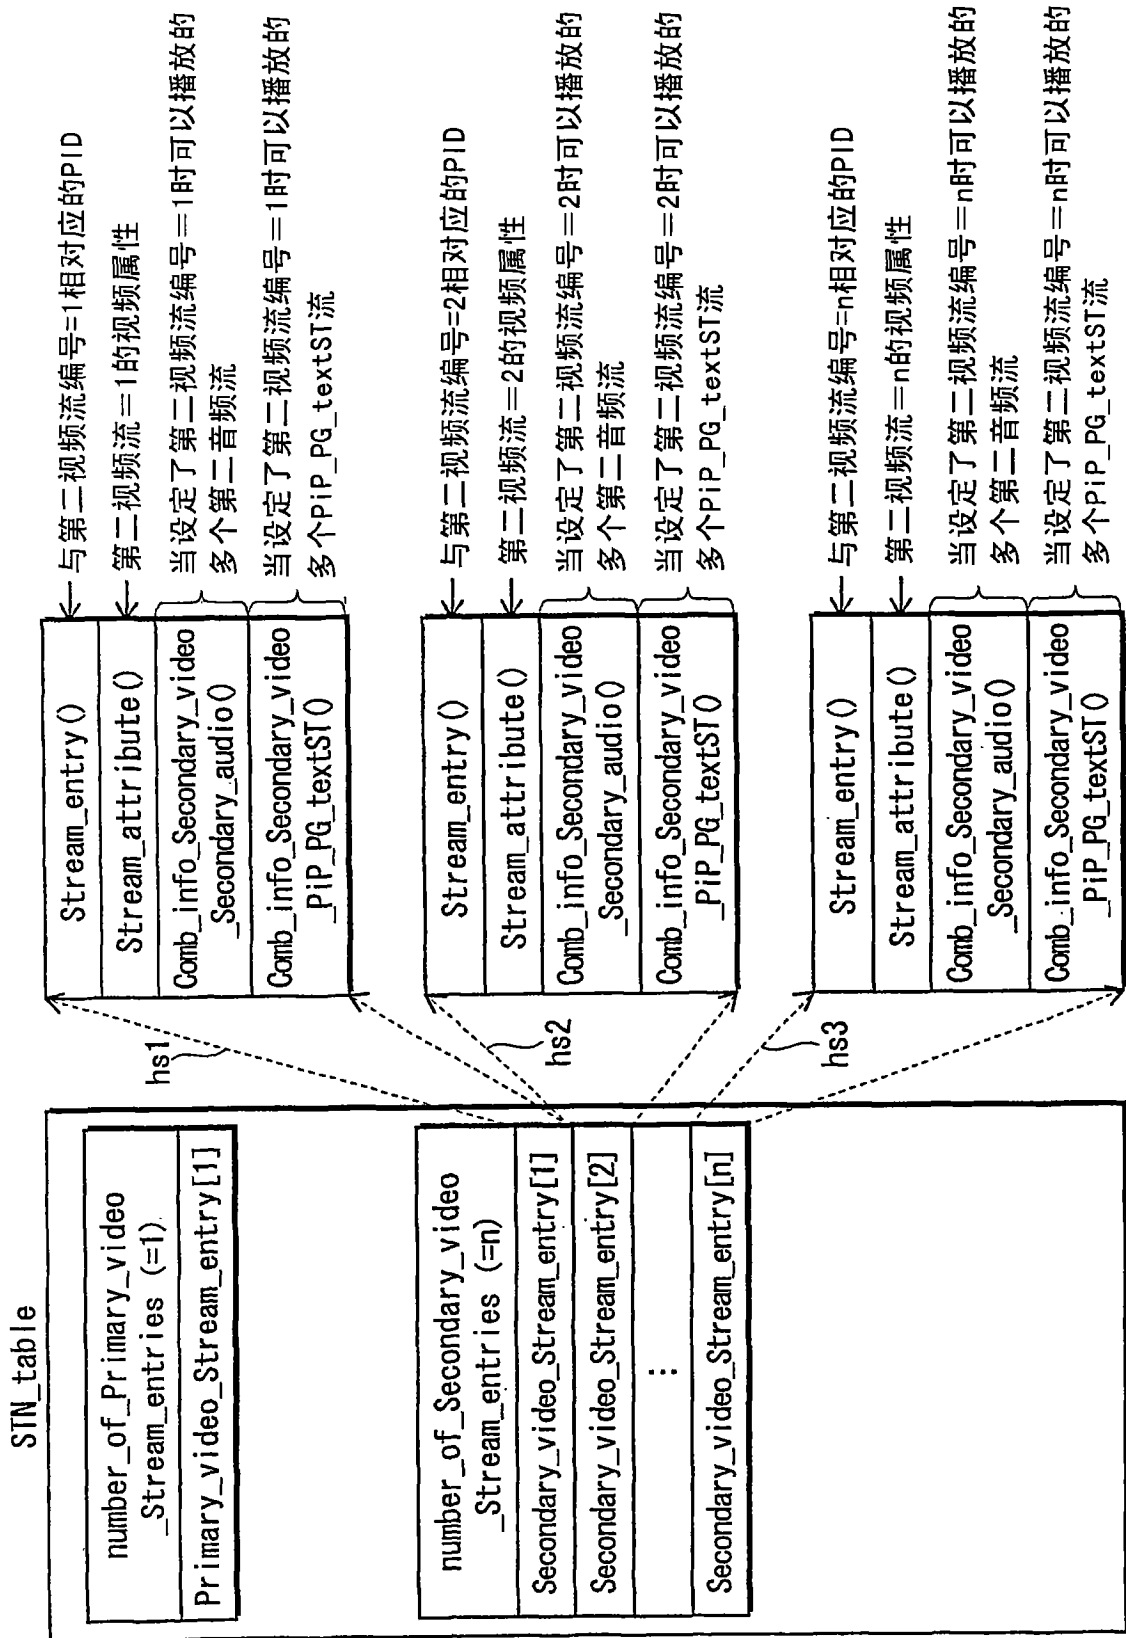 STN_table
number_of_Primary_video
_Stream_entries (=1)
Primary_video_Stream_entry[1]
number_of_Secondary_video
_Stream_entries (=n)
Secondary_video_Stream_entry[1]
Secondary_video_Stream_entry[2]
⋮
Secondary_video_Stream_entry[n]
hs1
Stream_entry()
Stream_attribute()
Comb_info_Secondary_video
_Secondary_audio()
Comb_info_Secondary_video
_PiP_PG_textST()
与第二视频流编号=1相对应的PID
第二视频流=1的视频属性
当设定了第二视频流编号=1时可以播放的
多个第二音频流
当设定了第二视频流编号=1时可以播放的
多个PiP_PG_textST流
hs2
Stream_entry()
Stream_attribute()
Comb_info_Secondary_video
_Secondary_audio()
Comb_info_Secondary_video
_PiP_PG_textST()
与第二视频流编号=2相对应的PID
第二视频流=2的视频属性
当设定了第二视频流编号=2时可以播放的
多个第二音频流
当设定了第二视频流编号=2时可以播放的
多个PiP_PG_textST流
hs3
Stream_entry()
Stream_attribute()
Comb_info_Secondary_video
_Secondary_audio()
Comb_info_Secondary_video
_PiP_PG_textST()
与第二视频流编号=n相对应的PID
第二视频流=n的视频属性
当设定了第二视频流编号=n时可以播放的
多个第二音频流
当设定了第二视频流编号=n时可以播放的
多个PiP_PG_textST流